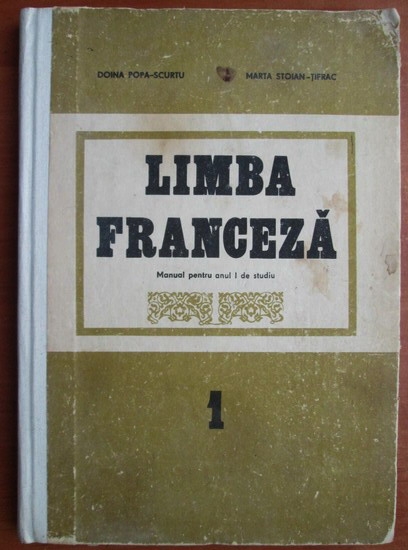 DOINA POPA-SCURTU MARTA STOIAN-ȚIFRAC
LIMBA
FRANCEZĂ
Manual pentru anul I de studiu
1